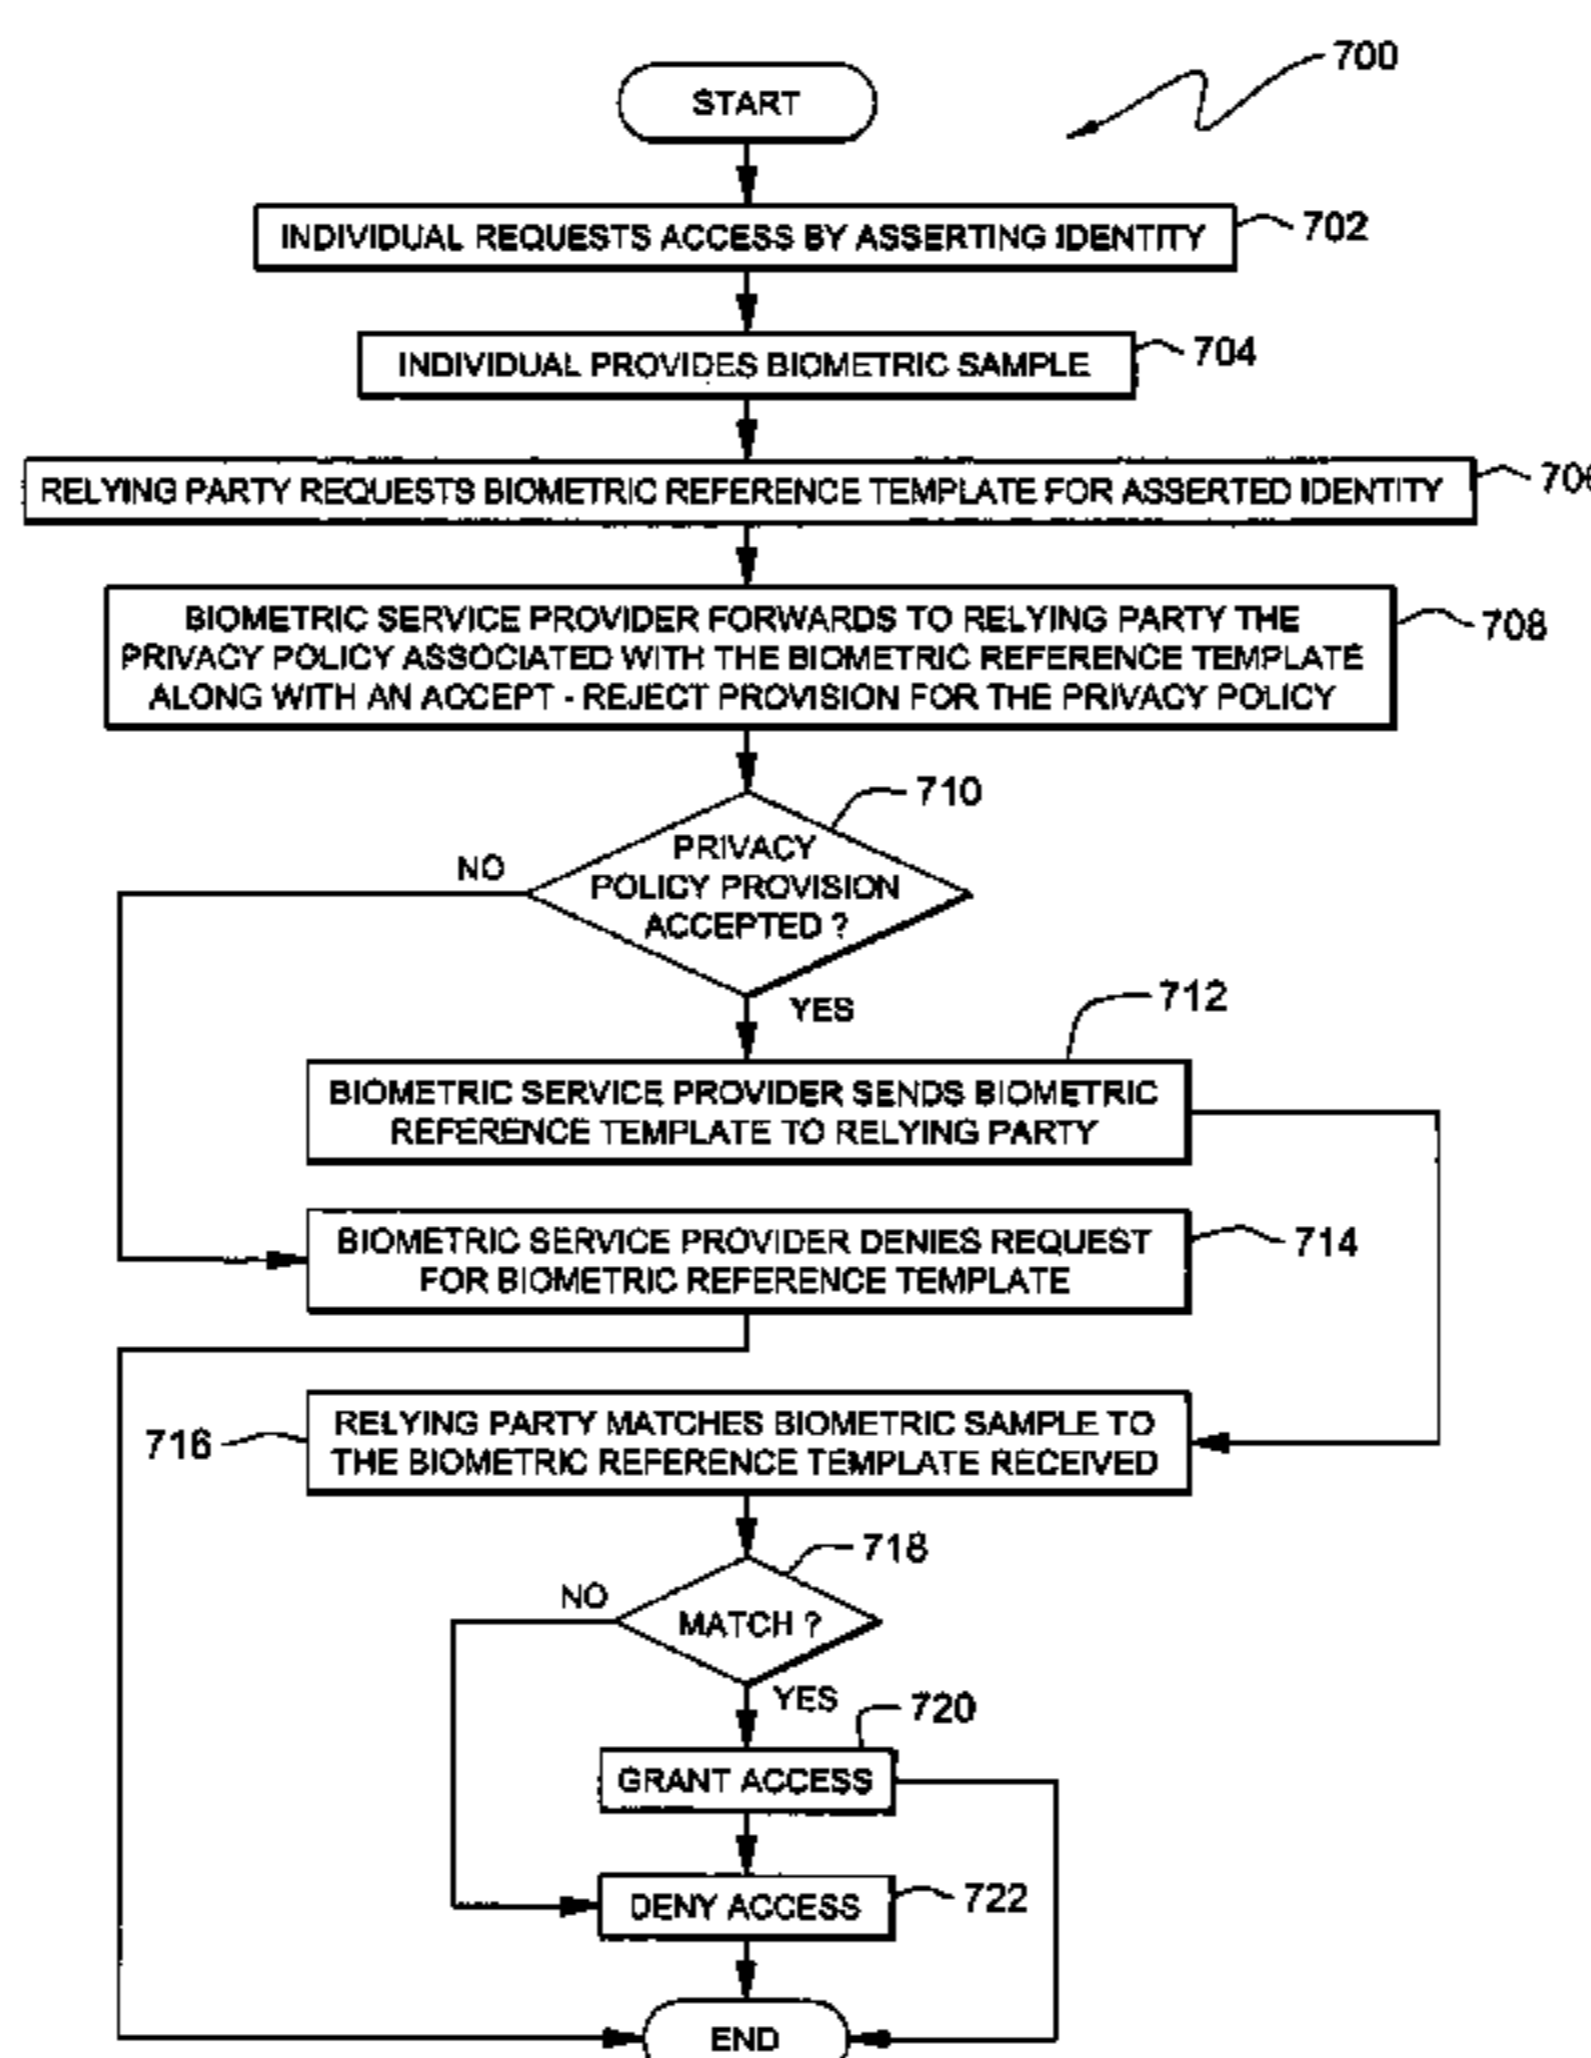 700
START
INDIVIDUAL REQUESTS ACCESS BY ASSERTING IDENTITY
702
INDIVIDUAL PROVIDES BIOMETRIC SAMPLE
704
RELYING PARTY REQUESTS BIOMETRIC REFERENCE TEMPLATE FOR ASSERTED IDENTITY
706
BIOMETRIC SERVICE PROVIDER FORWARDS TO RELYING PARTY THE
PRIVACY POLICY ASSOCIATED WITH THE BIOMETRIC REFERENCE TEMPLATE
ALONG WITH AN ACCEPT - REJECT PROVISION FOR THE PRIVACY POLICY
708
710
PRIVACY
POLICY PROVISION
ACCEPTED ?
NO
YES
712
BIOMETRIC SERVICE PROVIDER SENDS BIOMETRIC
REFERENCE TEMPLATE TO RELYING PARTY
BIOMETRIC SERVICE PROVIDER DENIES REQUEST
FOR BIOMETRIC REFERENCE TEMPLATE
714
RELYING PARTY MATCHES BIOMETRIC SAMPLE TO
THE BIOMETRIC REFERENCE TEMPLATE RECEIVED
716
718
NO
MATCH ?
YES
720
GRANT ACCESS
DENY ACCESS
722
END